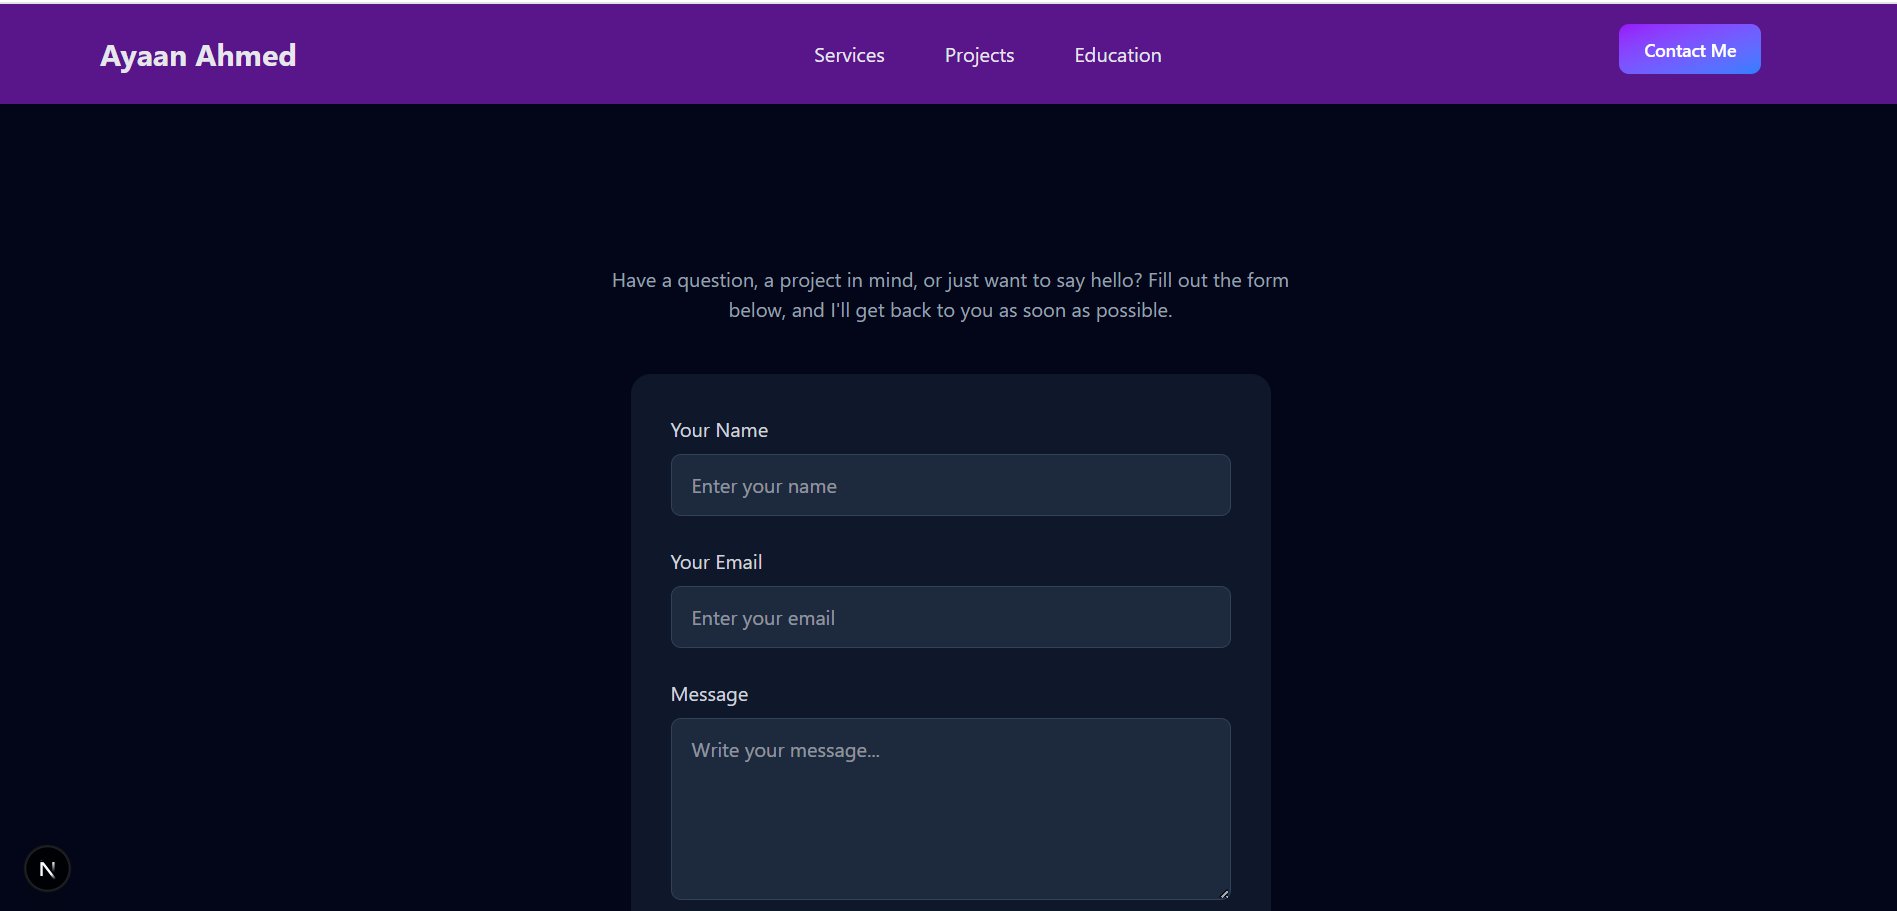 Ayaan Ahmed
Services
Projects
Education
Contact Me
Have a question, a project in mind, or just want to say hello? Fill out the form
below, and I'll get back to you as soon as possible.
Your Name
Enter your name
Your Email
Enter your email
Message
Write your message...
N